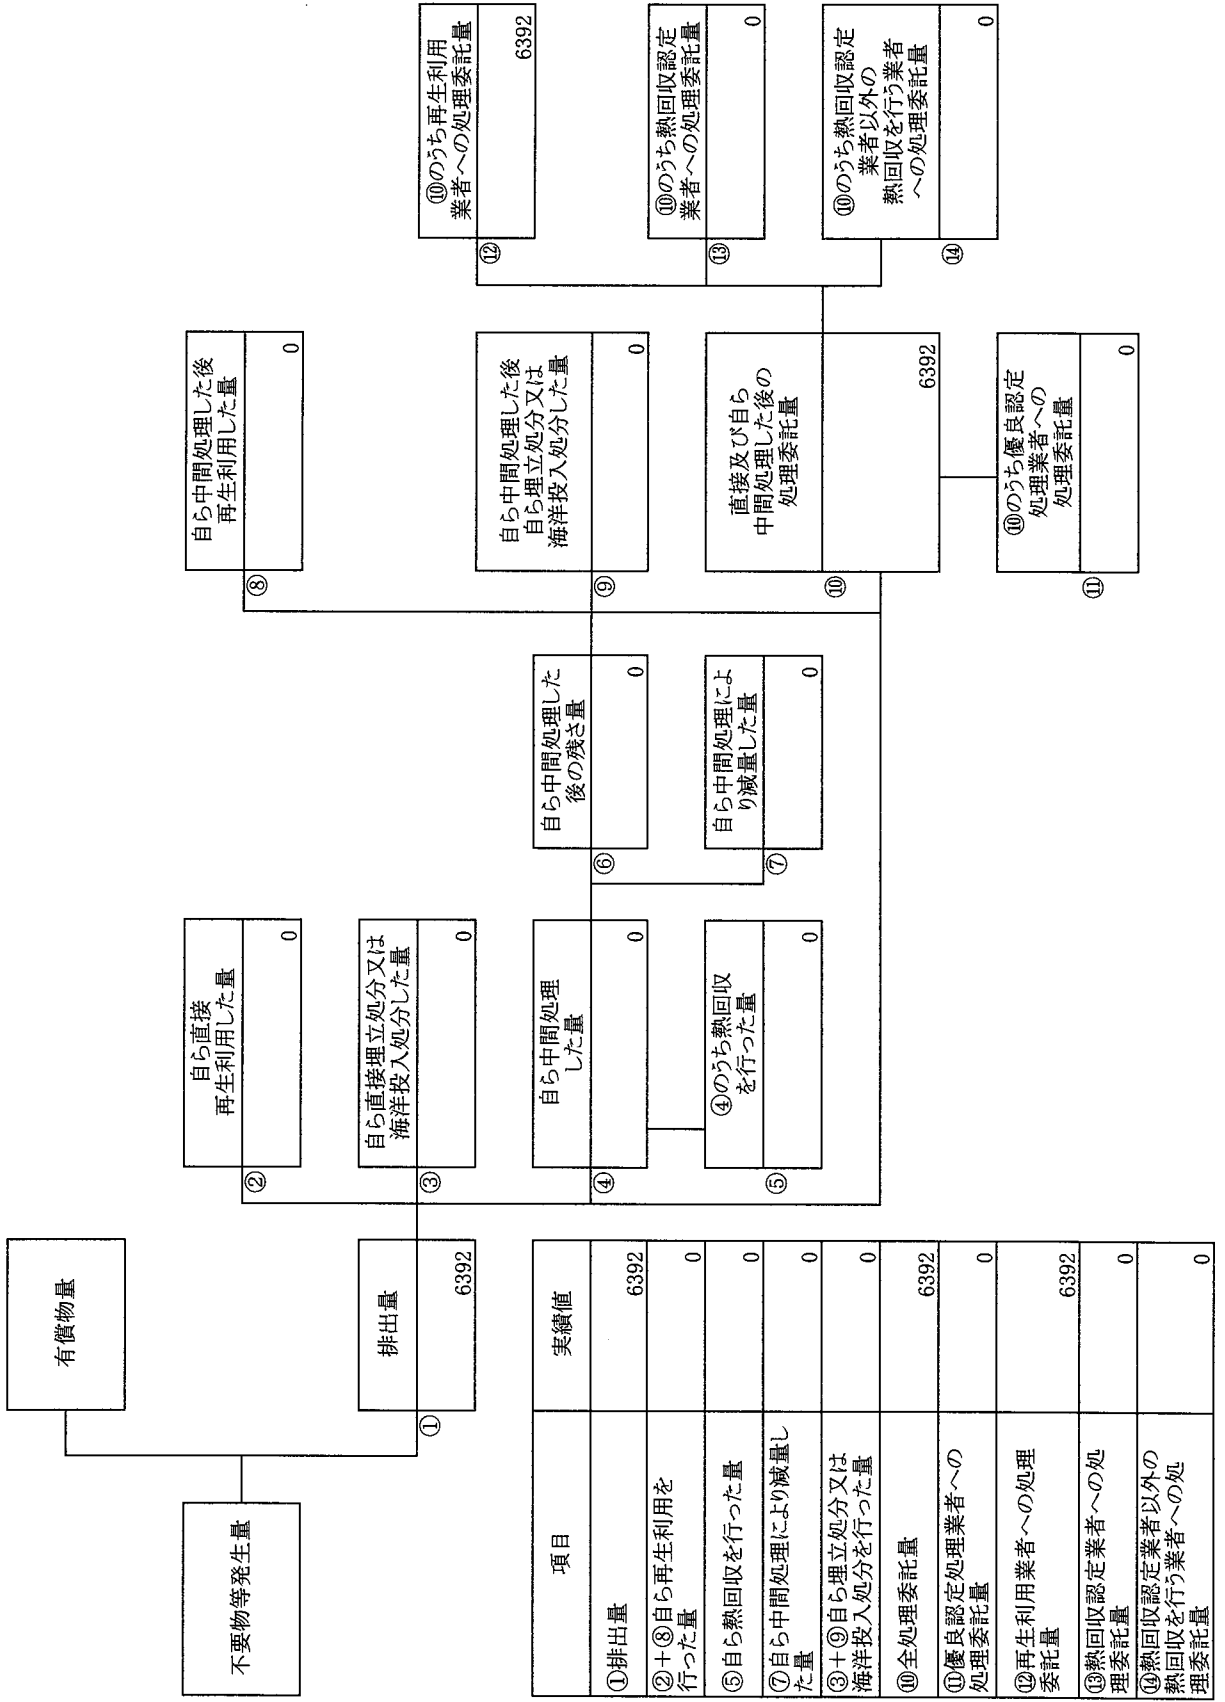 不要物等発生量
有償物量
①
排出量
6392
②
自ら直接
再生利用した量
0
③
自ら直接埋立処分又は
海洋投入処分した量
0
④
自ら中間処理
した量
0
⑤
④のうち熱回収
を行った量
0
⑥
自ら中間処理した
後の残さ量
0
⑦
自ら中間処理によ
り減量した量
0
⑧
自ら中間処理した後
再生利用した量
0
⑨
自ら中間処理した後
自ら埋立処分又は
海洋投入処分した量
0
⑩
直接及び自ら
中間処理した後の
処理委託量
6392
⑪
⑩のうち優良認定
処理業者への
処理委託量
0
⑫
⑩のうち再生利用
業者への処理委託量
6392
⑬
⑩のうち熱回収認定
業者への処理委託量
0
⑭
⑩のうち熱回収認定
業者以外の
熱回収を行う業者
への処理委託量
0
項目
実績値
①排出量
6392
②+⑧自ら再生利用を
行った量
0
⑤自ら熱回収を行った量
0
⑦自ら中間処理により減量し
た量
0
③+⑨自ら埋立処分又は
海洋投入処分を行った量
0
⑩全処理委託量
6392
⑪優良認定処理業者への
処理委託量
0
⑫再生利用業者への処理
委託量
6392
⑬熱回収認定業者への処
理委託量
0
⑭熱回収認定業者以外の
熱回収を行う業者への処
理委託量
0